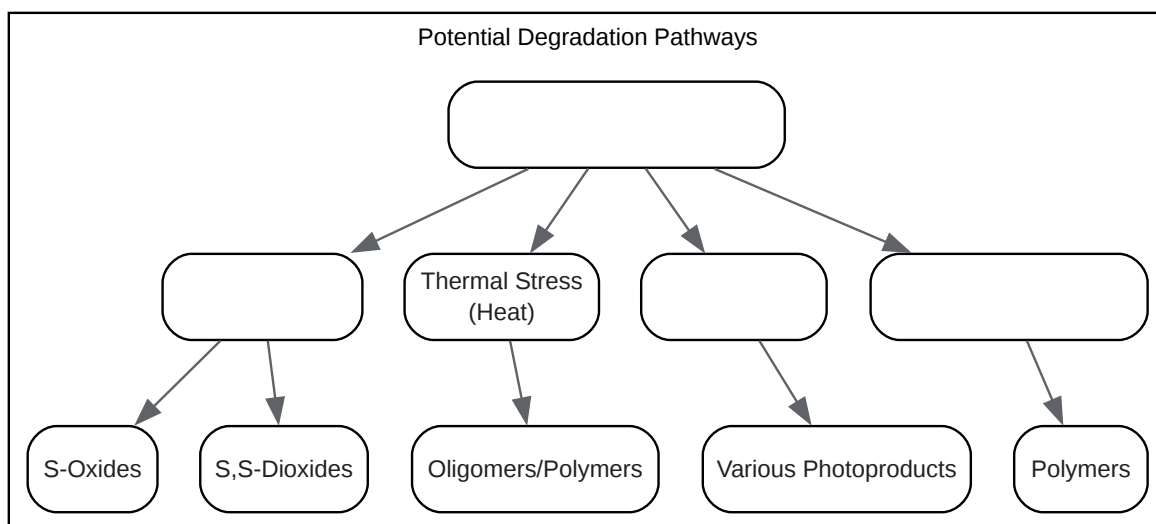 Potential Degradation Pathways
Thermal Stress
(Heat)
S-Oxides
S,S-Dioxides
Oligomers/Polymers
Various Photoproducts
Polymers